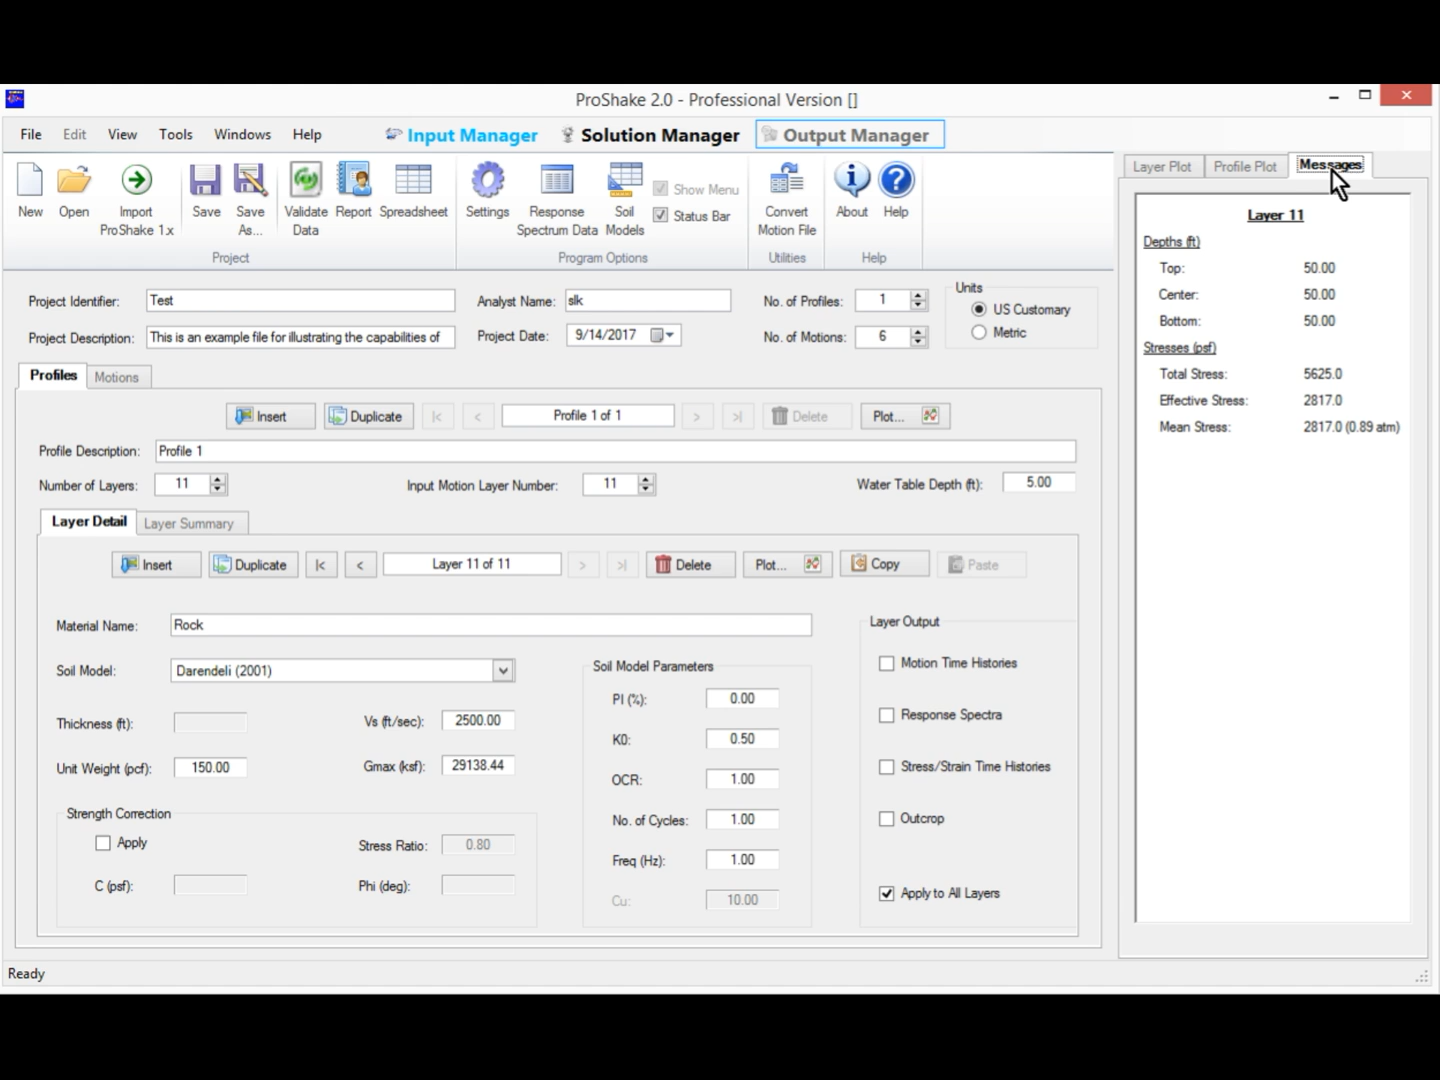 ProShake 2.0 - Professional Version []
File Edit View Tools Windows Help Input Manager Solution Manager Output Manager
New Open Import ProShake 1.x Save Save As... Validate Data Report Spreadsheet Settings Response Spectrum Data Soil Models Show Menu Status Bar Convert Motion File About Help
Project Program Options Utilities Help
Project Identifier: Test Analyst Name: slk No. of Profiles: 1 Units US Customary
Project Description: This is an example file for illustrating the capabilities of Project Date: 9/14/2017 No. of Motions: 6 Metric
Profiles Motions
Insert Duplicate |< < Profile 1 of 1 > >| Delete Plot...
Profile Description: Profile 1
Number of Layers: 11 Input Motion Layer Number: 11 Water Table Depth (ft): 5.00
Layer Detail Layer Summary
Insert Duplicate |< < Layer 11 of 11 > >| Delete Plot... Copy Paste
Material Name: Rock
Soil Model: Darendeli (2001)
Thickness (ft): Vs (ft/sec): 2500.00
Unit Weight (pcf): 150.00 Gmax (ksf): 29138.44
Strength Correction
Apply Stress Ratio: 0.80
C (psf): Phi (deg):
Soil Model Parameters
PI (%): 0.00
K0: 0.50
OCR: 1.00
No. of Cycles: 1.00
Freq (Hz): 1.00
Cu: 10.00
Layer Output
Motion Time Histories
Response Spectra
Stress/Strain Time Histories
Outcrop
Apply to All Layers
Layer Plot Profile Plot Messages
Layer 11
Depths (ft)
Top: 50.00
Center: 50.00
Bottom: 50.00
Stresses (psf)
Total Stress: 5625.0
Effective Stress: 2817.0
Mean Stress: 2817.0 (0.89 atm)
Ready